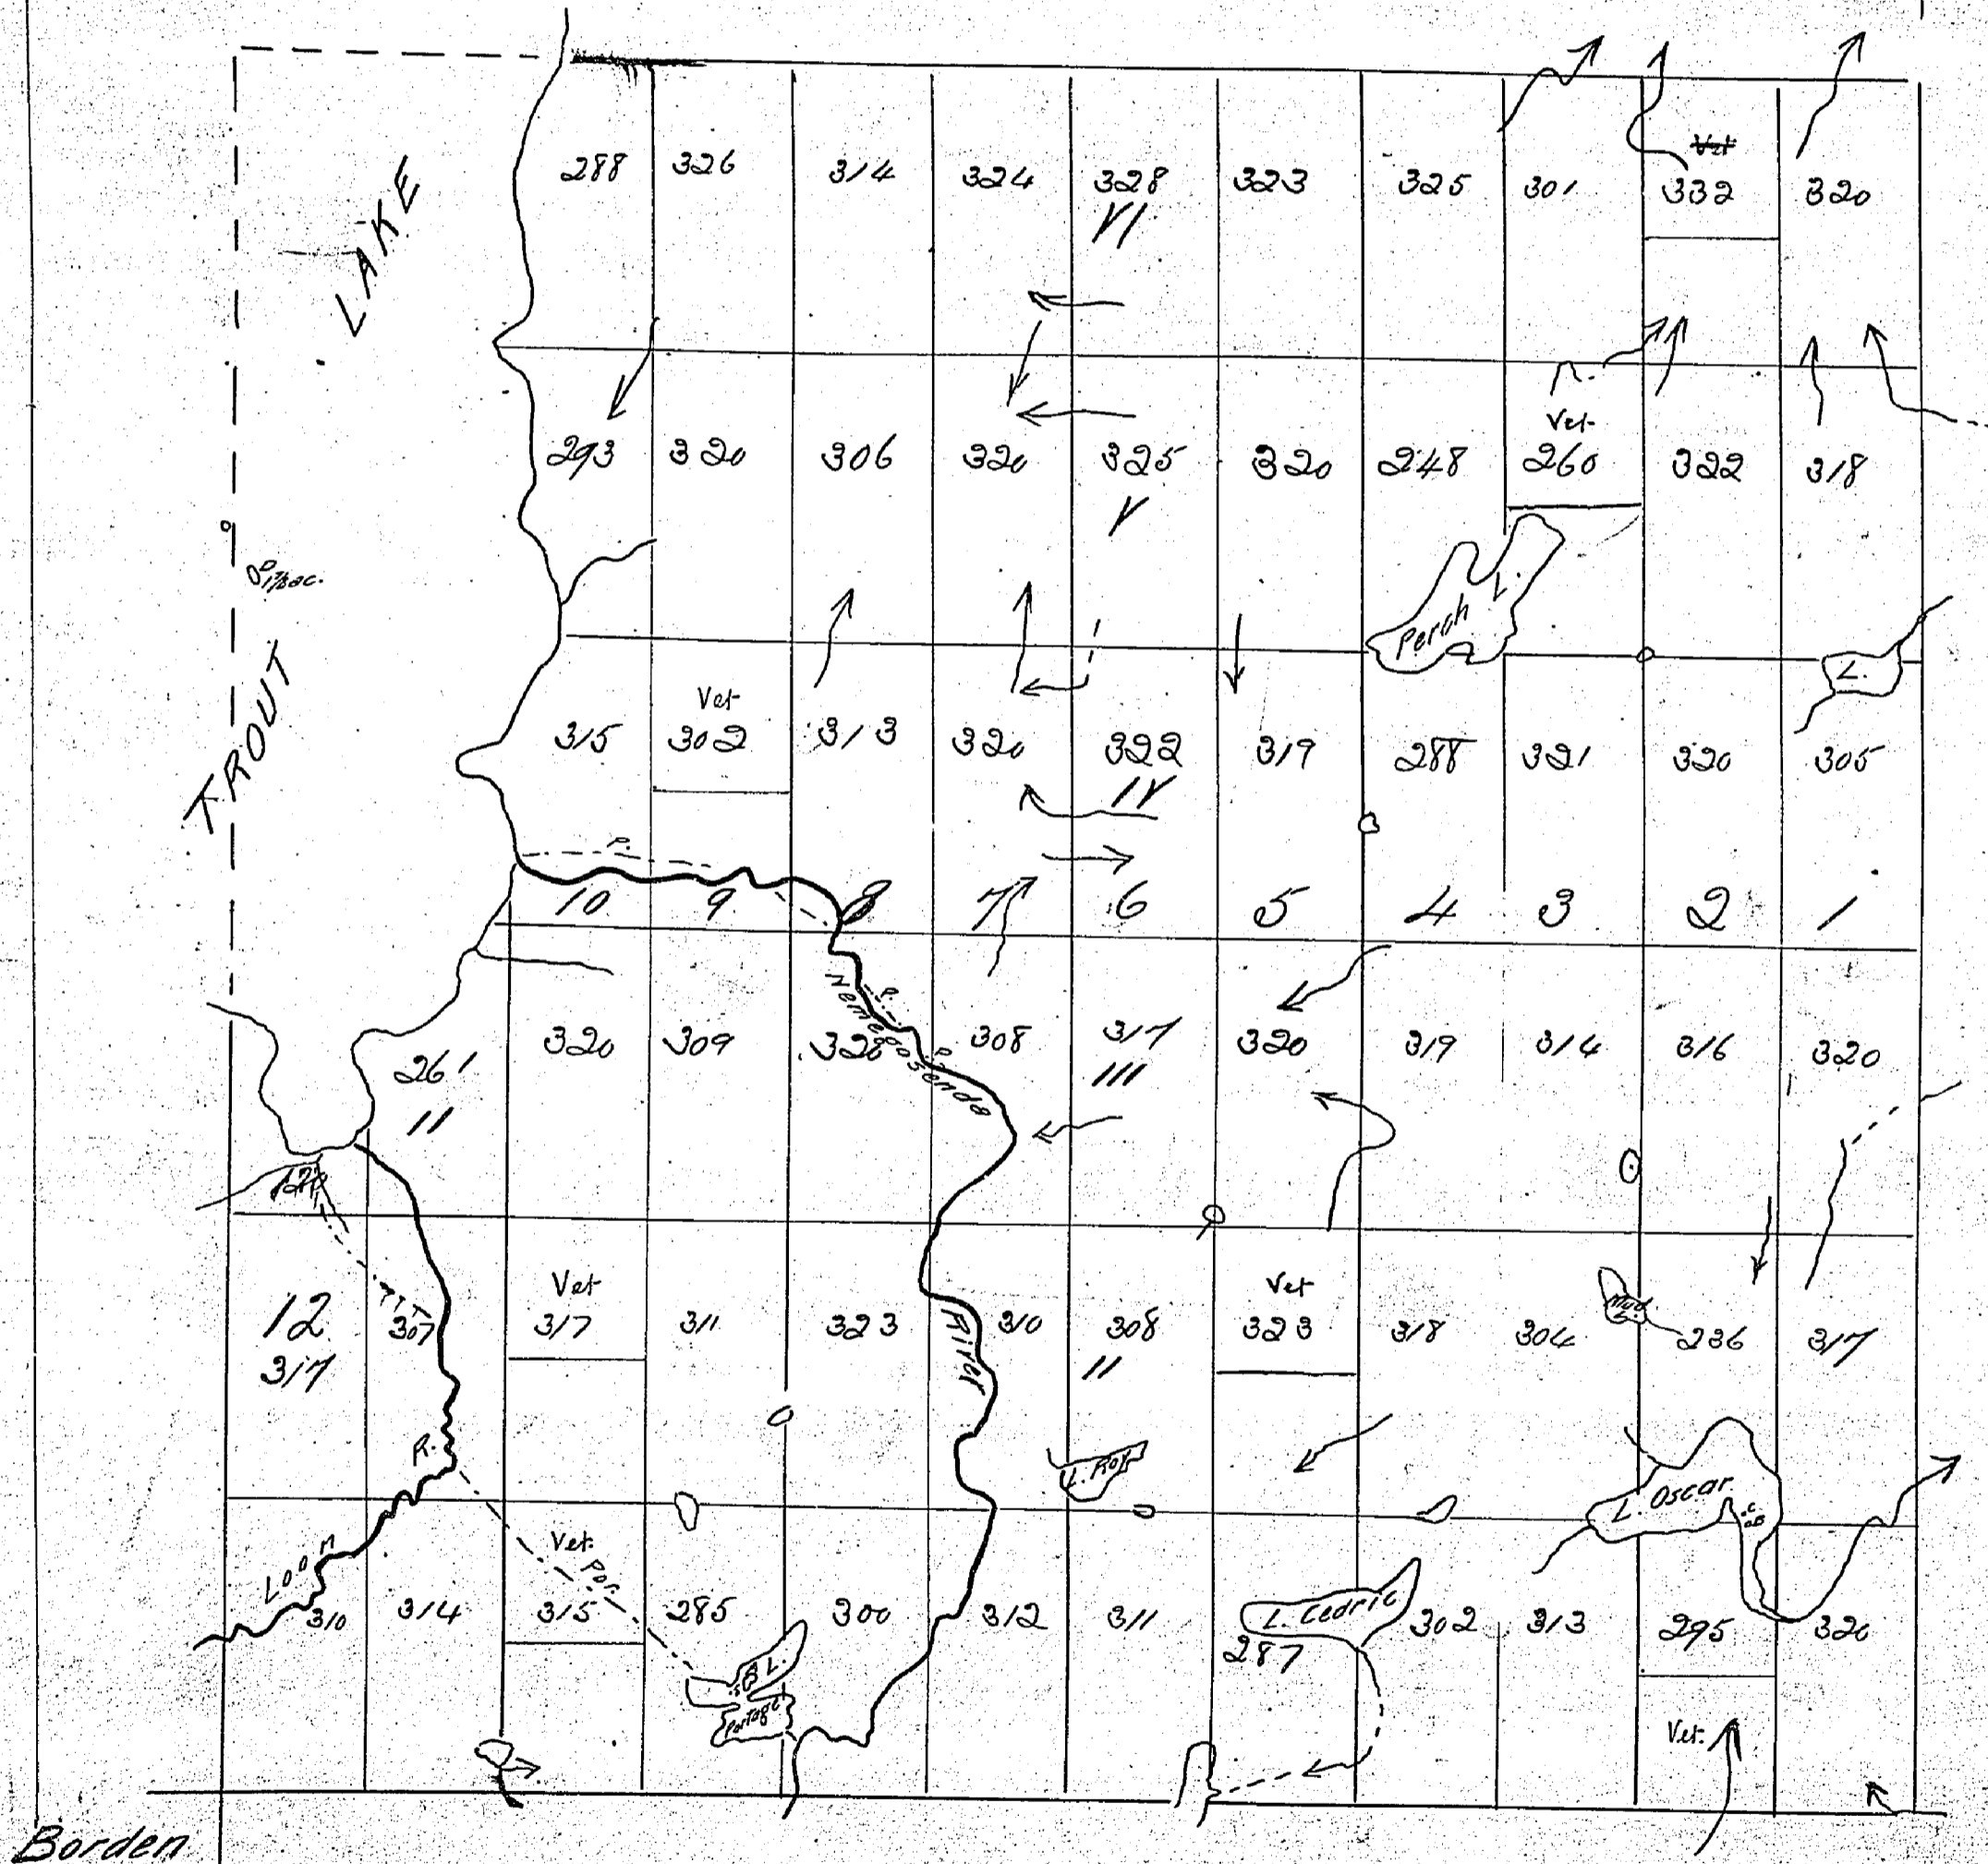 Vet
288 326 314 324 328 323 325 301 332 320
VI
LAKE
Vet.
293 320 306 320 325 320 248 260 322 318
V
Perch L.
L.
TROUT
Vet
315 302 313 320 322 319 288 321 320 305
IV
P.
10 9 8 7 6 5 4 3 2 1
P.
P.
261 320 309 308 317 320 319 314 316 320
11 III
Vet Vet
12 307 317 311 323 310 308 323 318 304 236 317
317 II
River
Mud L.
R.
L. Roy
L. Oscar
Vet.
Por.
Loon
310 314 315 285 300 312 311 L. Cedric 302 313 295 320
287
L.
Portage
Vet.
Borden